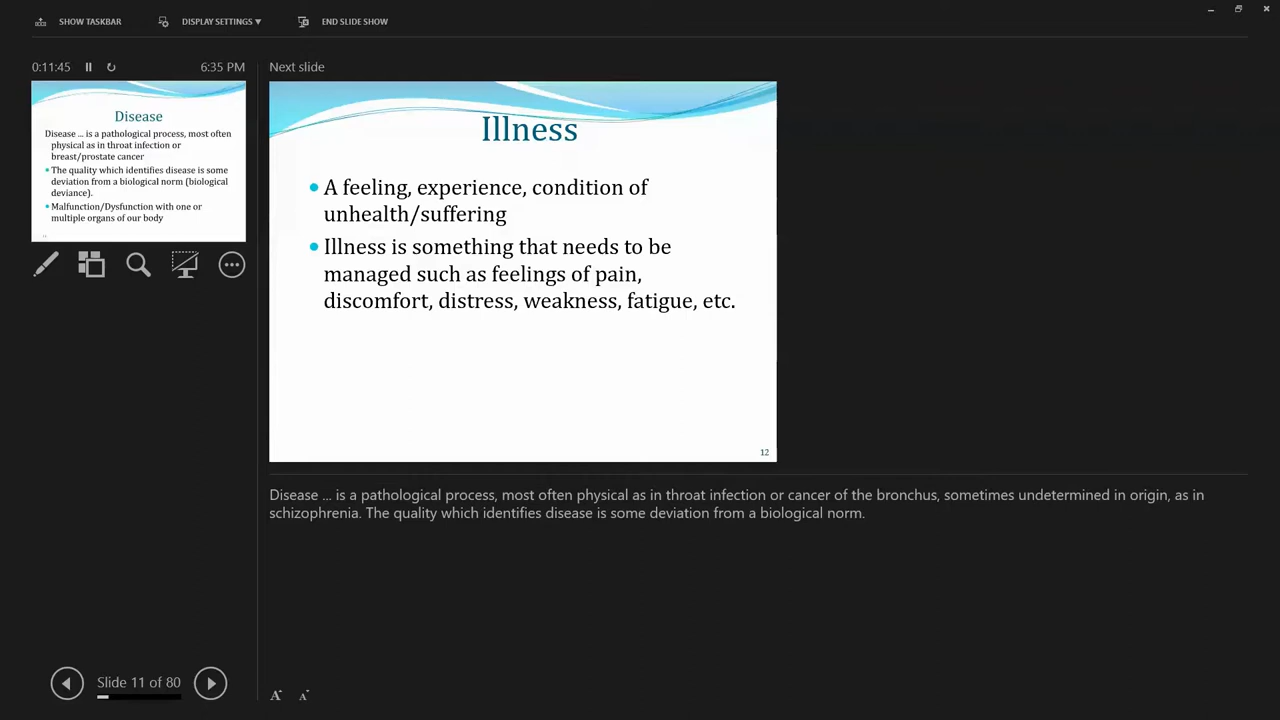 SHOW TASKBAR
DISPLAY SETTINGS ▼
END SLIDE SHOW
0:11:45
6:35 PM
Next slide
Disease
Disease ... is a pathological process, most often
physical as in throat infection or
breast/prostate cancer
• The quality which identifies disease is some
deviation from a biological norm (biological
deviance).
• Malfunction/Dysfunction with one or
multiple organs of our body
11
Illness
• A feeling, experience, condition of
unhealth/suffering
• Illness is something that needs to be
managed such as feelings of pain,
discomfort, distress, weakness, fatigue, etc.
12
Disease ... is a pathological process, most often physical as in throat infection or cancer of the bronchus, sometimes undetermined in origin, as in
schizophrenia. The quality which identifies disease is some deviation from a biological norm.
Slide 11 of 80
A A